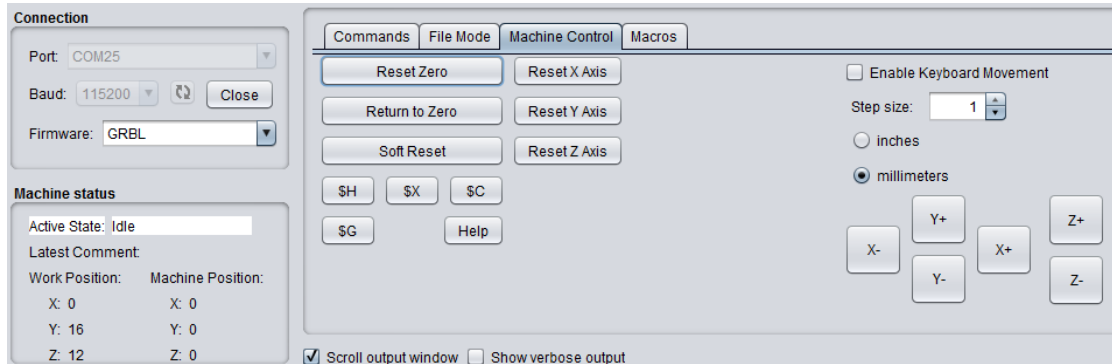 Connection
Port: COM25
Baud: 115200 Close
Firmware: GRBL
Machine status
Active State: Idle
Latest Comment:
Work Position: Machine Position:
X: 0 X: 0
Y: 16 Y: 0
Z: 12 Z: 0
Commands File Mode Machine Control Macros
Reset Zero Reset X Axis
Return to Zero Reset Y Axis
Soft Reset Reset Z Axis
$H $X $C
$G Help
Enable Keyboard Movement
Step size: 1
inches
millimeters
Y+ Z+
X- X+
Y- Z-
Scroll output window Show verbose output